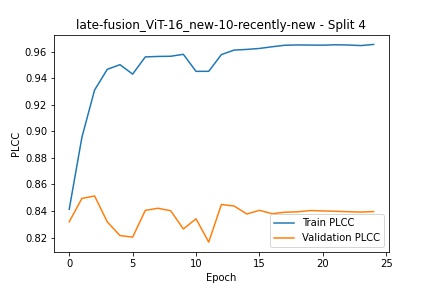 late-fusion_ViT-16_new-10-recently-new - Split 4
PLCC
0.96
0.94
0.92
0.90
0.88
0.86
0.84
0.82
0
5
10
15
20
25
Epoch
Train PLCC
Validation PLCC